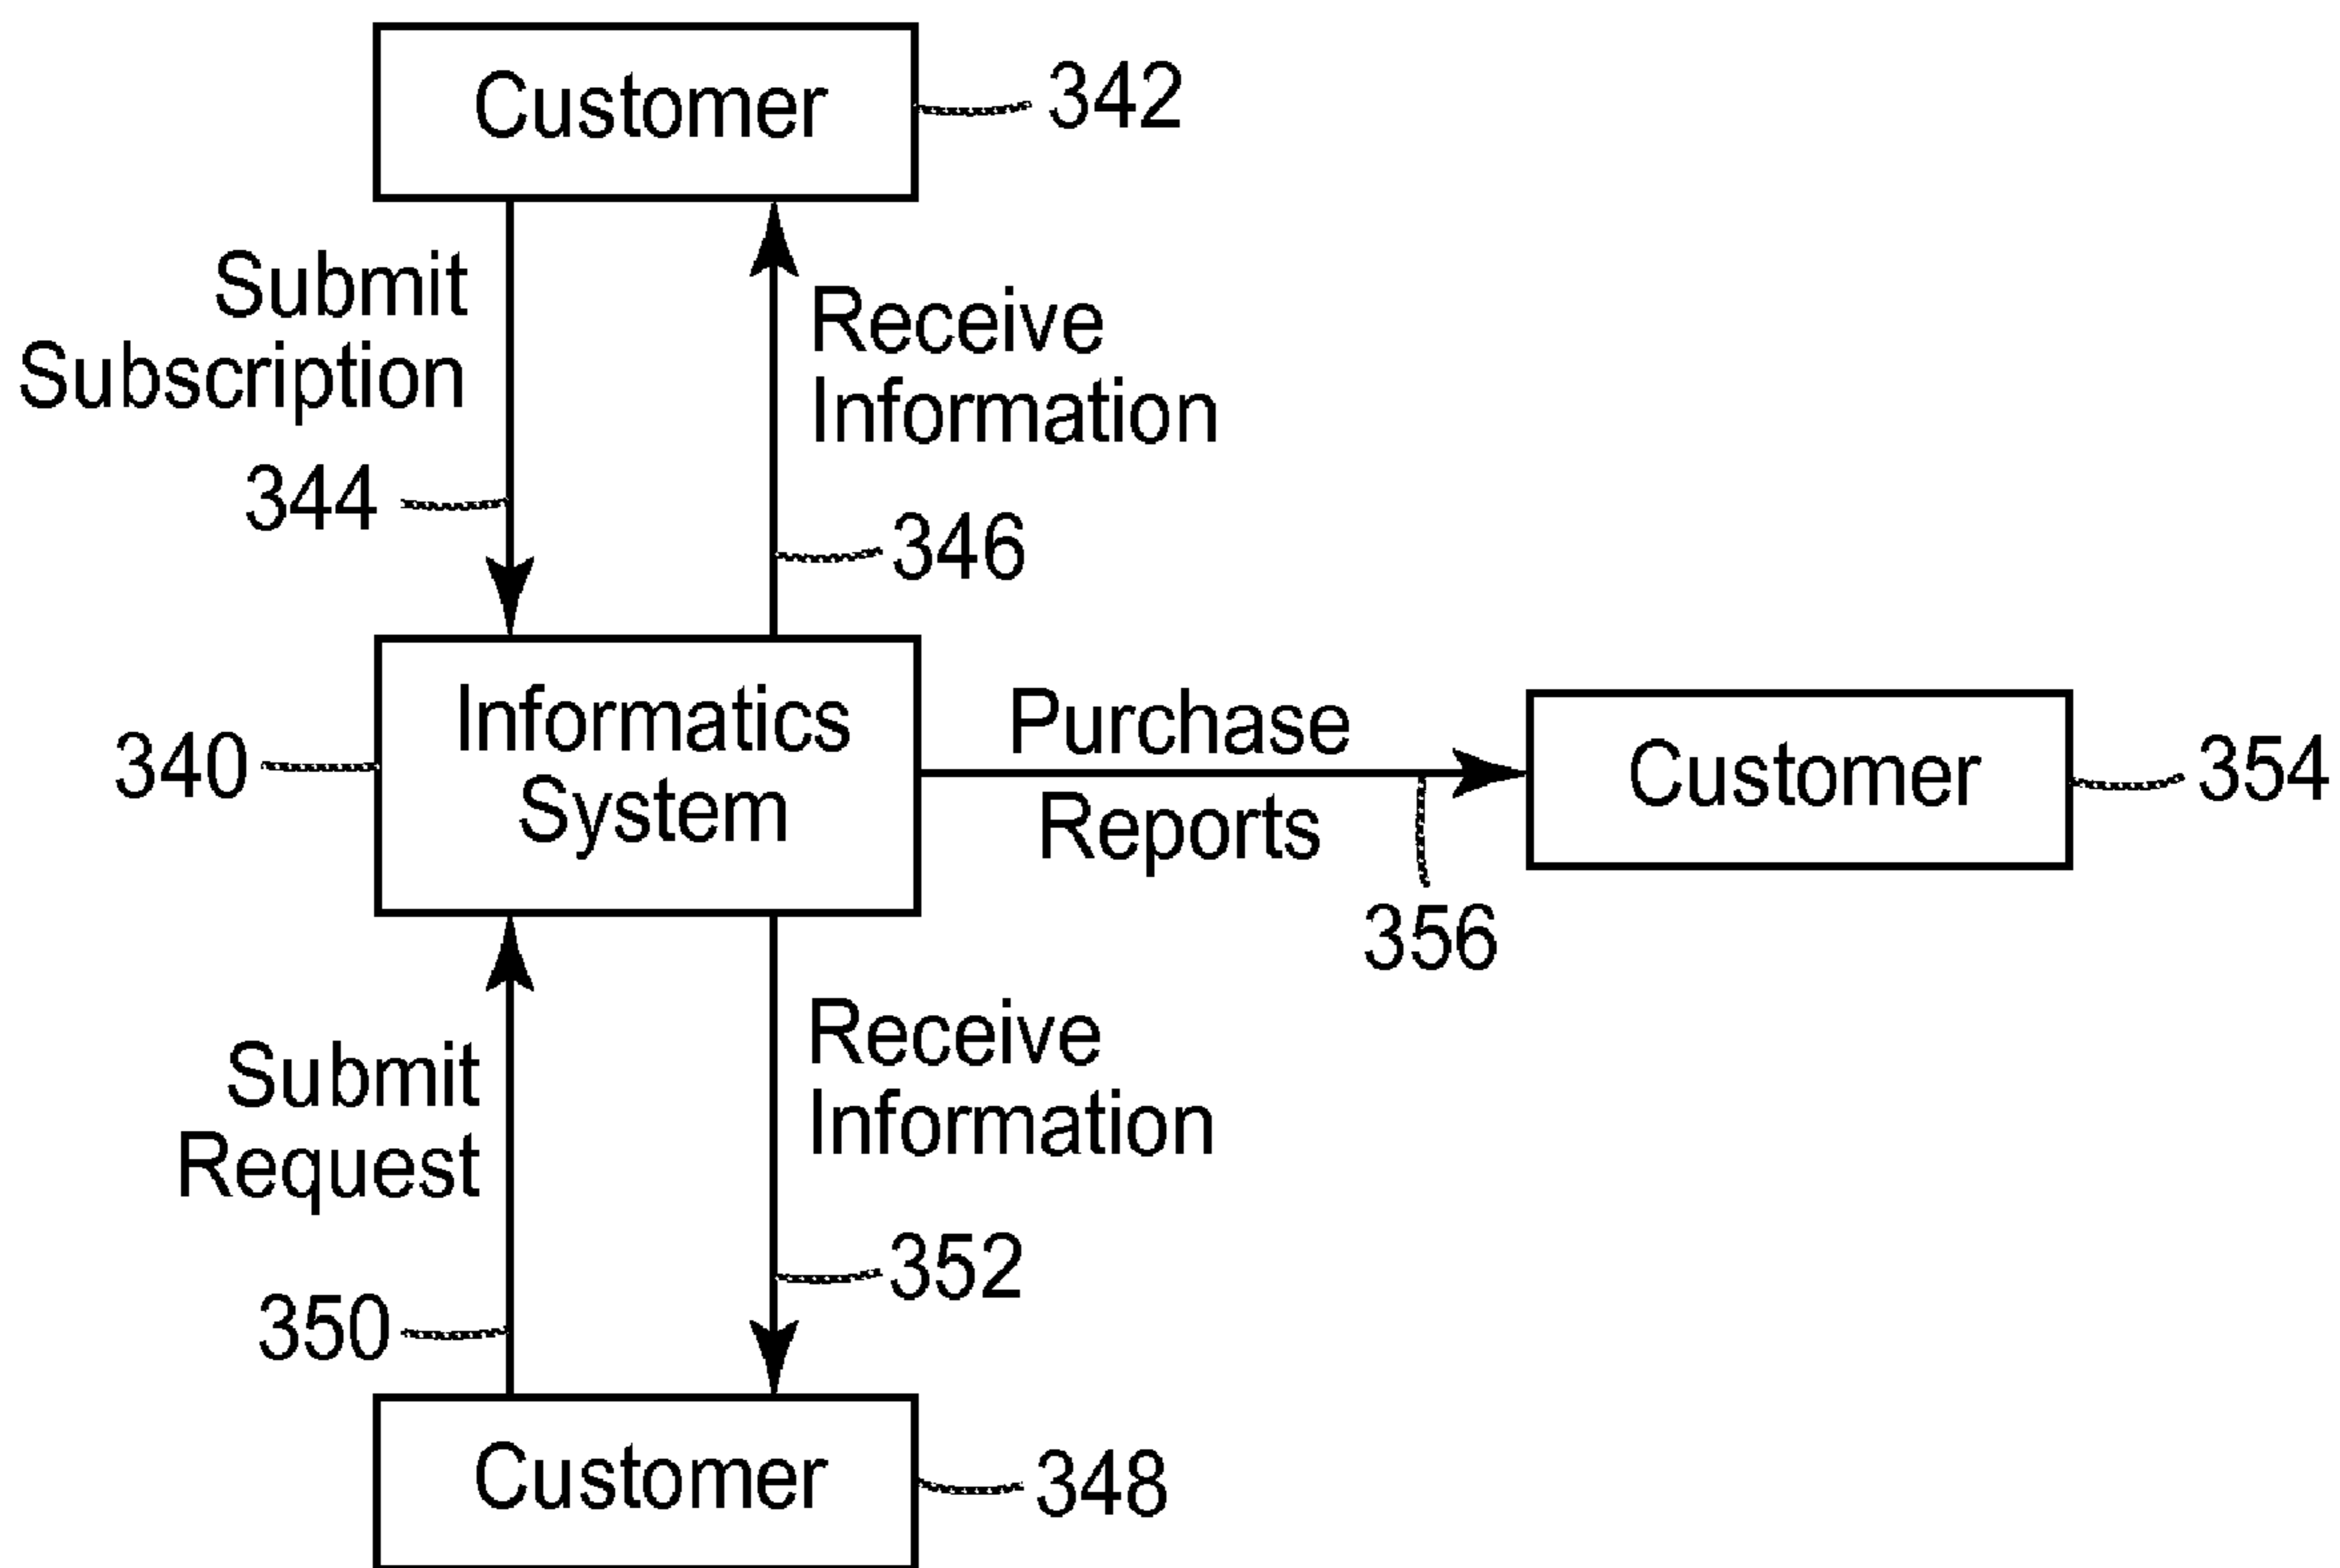 Customer
342
Submit
Subscription
344
Receive
Information
346
340
Informatics
System
Purchase
Reports
356
Customer
354
Submit
Request
350
Receive
Information
352
Customer
348